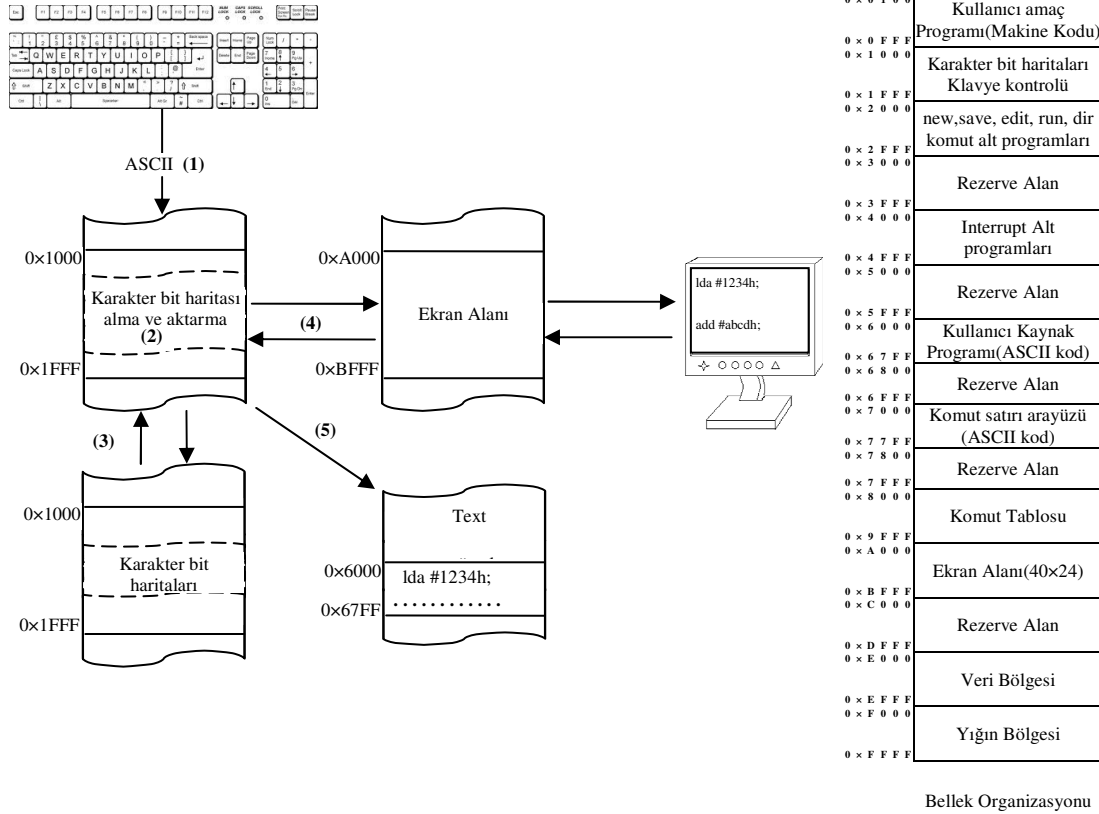 NUM LOCK CAPS LOCK SCROLL LOCK
Q W E R T Y U I O P
A S D F G H J K L
Z X C V B N M
ASCII (1)
0×1000
Karakter bit haritası
alma ve aktarma
(2)
0×1FFF
(3)
(4)
(5)
0×A000
Ekran Alanı
0×BFFF
lda #1234h;
add #abcdh;
0×1000
Karakter bit
haritaları
0×1FFF
Text
0×6000
lda #1234h;
............
0×67FF
Kullanıcı amaç
Programı(Makine Kodu)
0×0FFF
0×1000
Karakter bit haritaları
Klavye kontrolü
0×1FFF
0×2000
new,save, edit, run, dir
komut alt programları
0×2FFF
0×3000
Rezerve Alan
0×3FFF
0×4000
Interrupt Alt
programları
0×4FFF
0×5000
Rezerve Alan
0×5FFF
0×6000
Kullanıcı Kaynak
Programı(ASCII kod)
0×67FF
0×6800
Rezerve Alan
0×6FFF
0×7000
Komut satırı arayüzü
(ASCII kod)
0×77FF
0×7800
Rezerve Alan
0×7FFF
0×8000
Komut Tablosu
0×9FFF
0×A000
Ekran Alanı(40×24)
0×BFFF
0×C000
Rezerve Alan
0×DFFF
0×E000
Veri Bölgesi
0×EFFF
0×F000
Yığın Bölgesi
0×FFFF
Bellek Organizasyonu